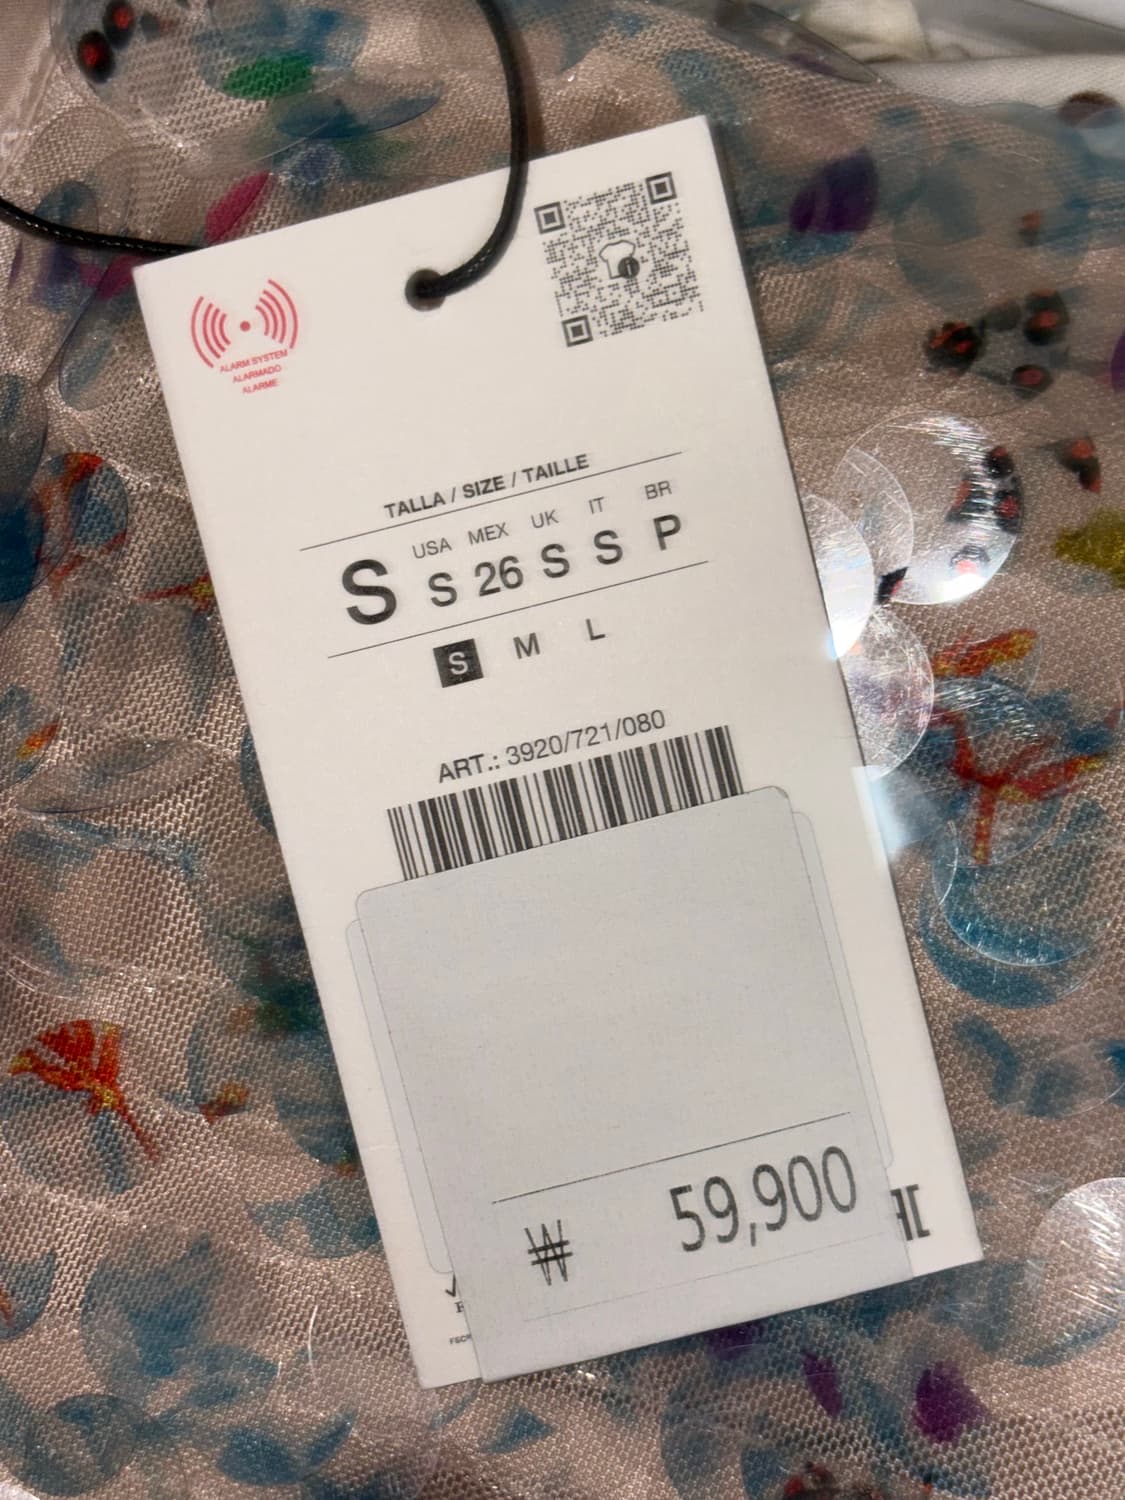 ALARM SYSTEM
ALARMADO
ALARME
TALLA / SIZE / TAILLE
USA MEX UK IT BR
S S 26 S S P
S M L
ART.: 3920/721/080
₩ 59,900